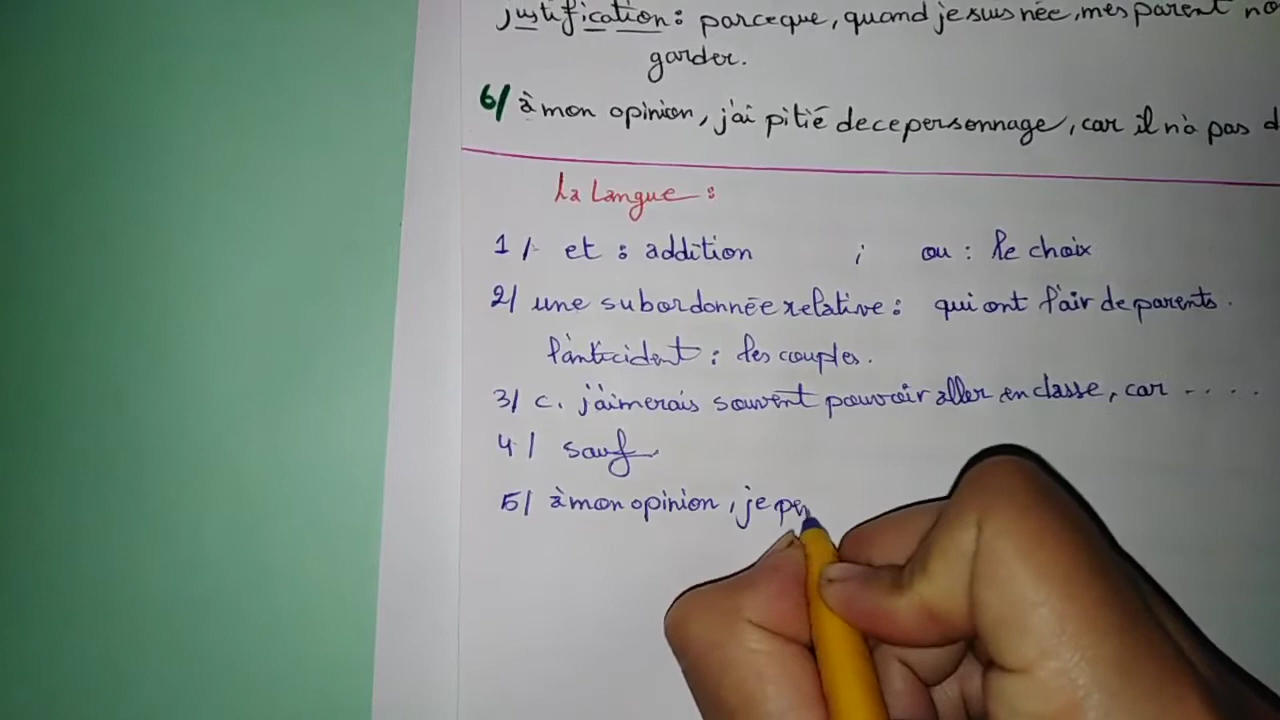 justification: parceque, quand je suis née, mes parent no
garder.
6/ à mon opinion, j'ai pitié de ce personnage, car il n'a pas d
La Langue :
1/ et : addition ; ou : le choix
2/ une subordonnée relative : qui ont l'air de parents.
l'antécident : les couples.
3/ c. j'aimerais souvent pouvoir aller en classe, car .....
4/ sauf
5/ à mon opinion, je pen